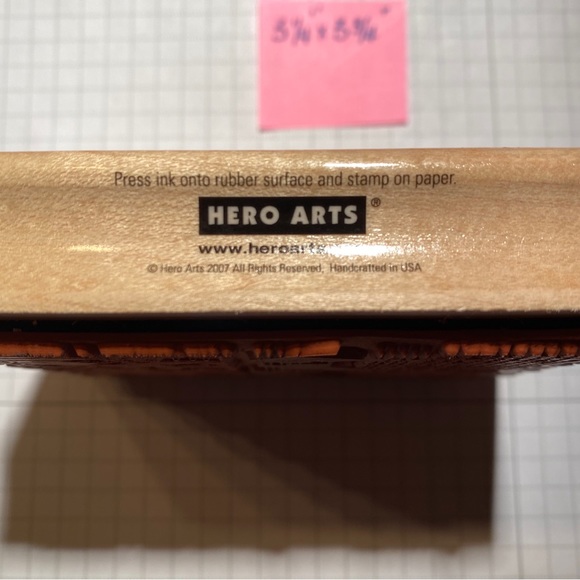 Press ink onto rubber surface and stamp on paper.
HERO ARTS®
www.heroarts
© Hero Arts 2007 All Rights Reserved, Handcrafted in USA